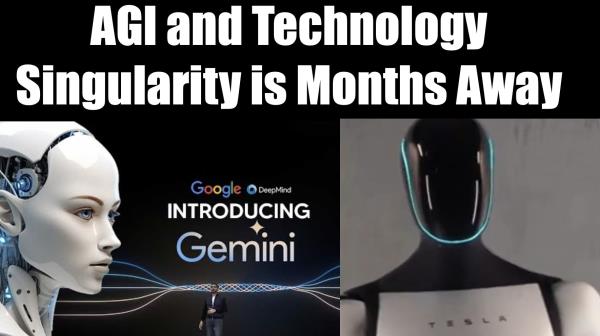 AGI and Technology
Singularity is Months Away
Google DeepMind
INTRODUCING
Gemini
TESLA